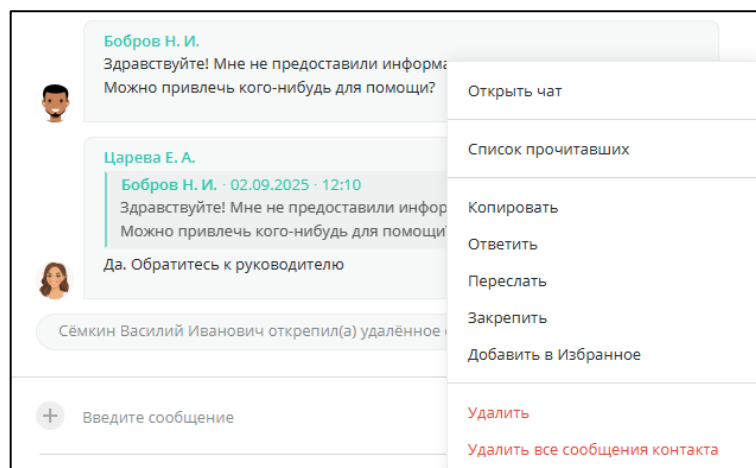 Бобров Н. И.
Здравствуйте! Мне не предоставили
Можно привлечь кого-нибудь для помощи?
Царева Е. А.
Бобров Н. И. · 02.09.2025 · 12:10
Здравствуйте! Мне не предоставили
Можно привлечь кого-нибудь для помощи
Да. Обратитесь к руководителю
Сёмкин Василий Иванович открепил(а) удалённое
Введите сообщение
Открыть чат
Список прочитавших
Копировать
Ответить
Переслать
Закрепить
Добавить в Избранное
Удалить
Удалить все сообщения контакта